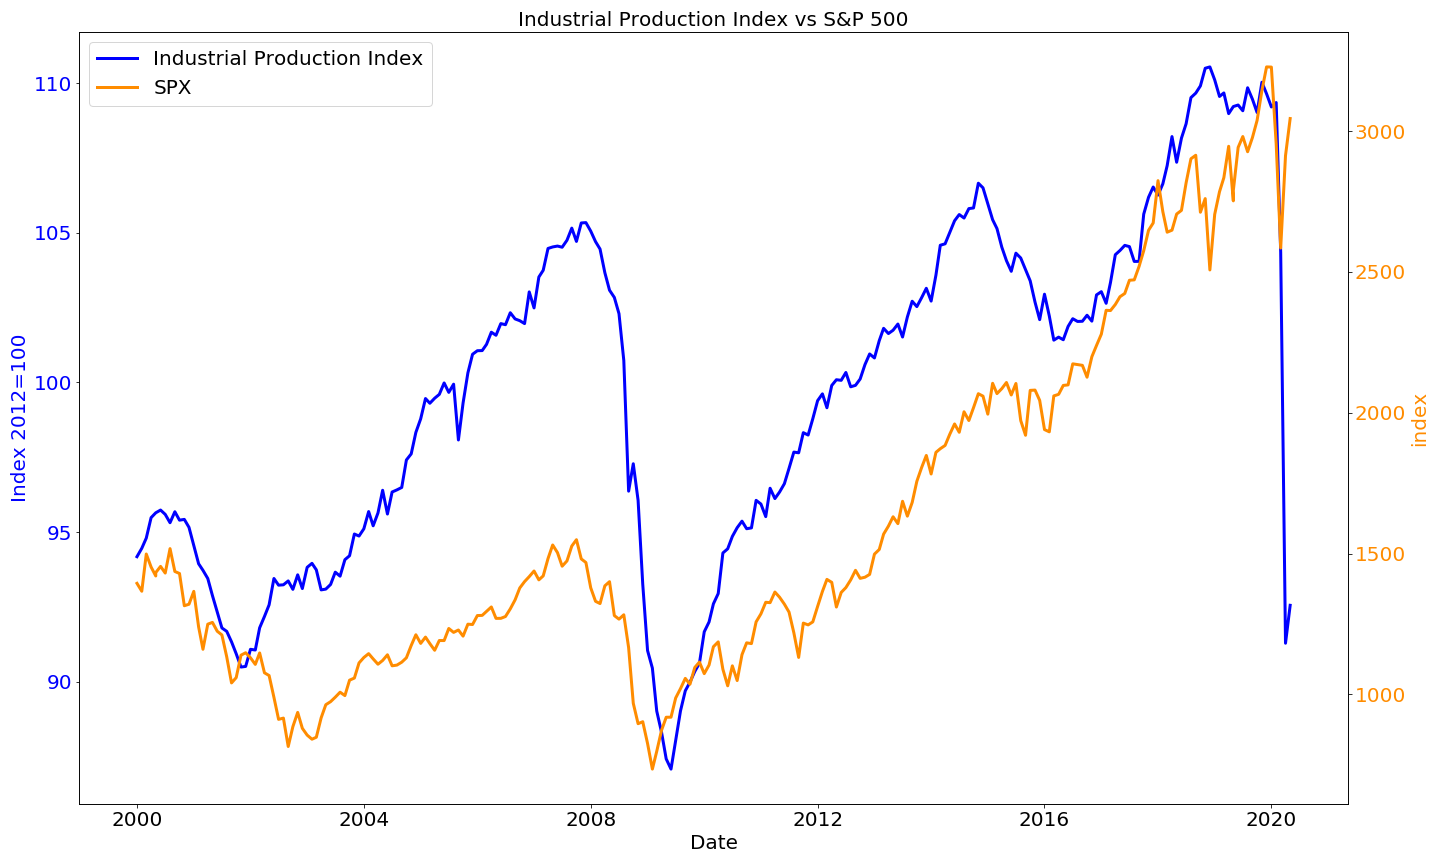 Industrial Production Index vs S&P 500
Industrial Production Index
SPX
110
105
100
95
90
Index 2012=100
3000
2500
2000
1500
1000
index
2000 2004 2008 2012 2016 2020
Date